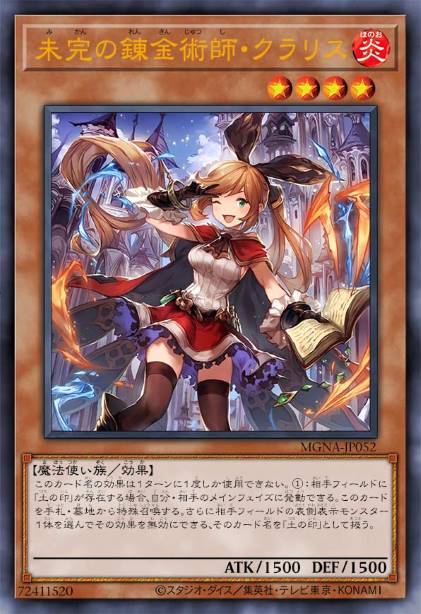 未完の錬金術師・クラリス
炎
MGNA-JP052
【魔法使い族／効果】
このカード名の効果は1ターンに1度しか使用できない。①：相手フィールドに
「土の印」が存在する場合、自分・相手のメインフェイズに発動できる。このカード
を手札・墓地から特殊召喚する。さらに相手フィールドの表側表示モンスター
1体を選んでその効果を無効にできる、そのカード名を「土の印」として扱う。
ATK/1500 DEF/1500
72411520
©スタジオ・ダイス／集英社・テレビ東京・KONAMI